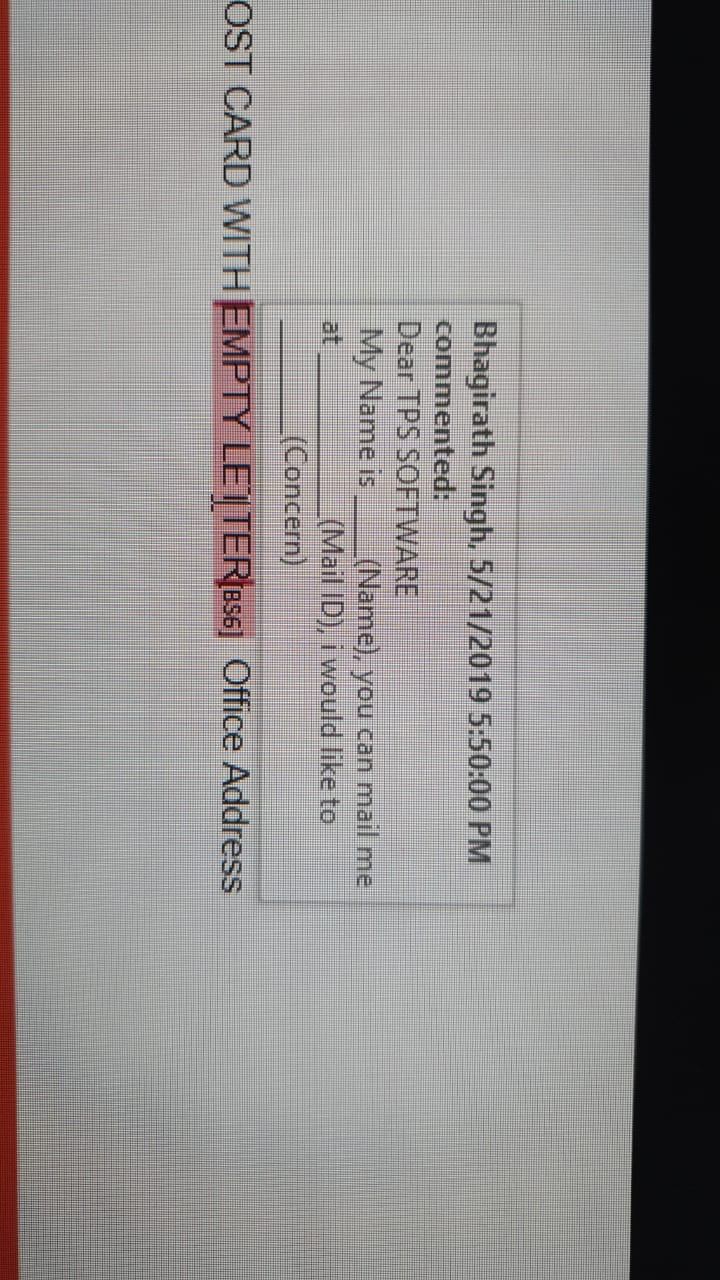 Bhagirath Singh, 5/21/2019 5:50:00 PM
commented:
Dear TPS SOFTWARE
My Name is ____(Name), you can mail me
at ___________(Mail ID), i would like to
________(Concern)
OST CARD WITH EMPTY LETTER[BS6] Office Address